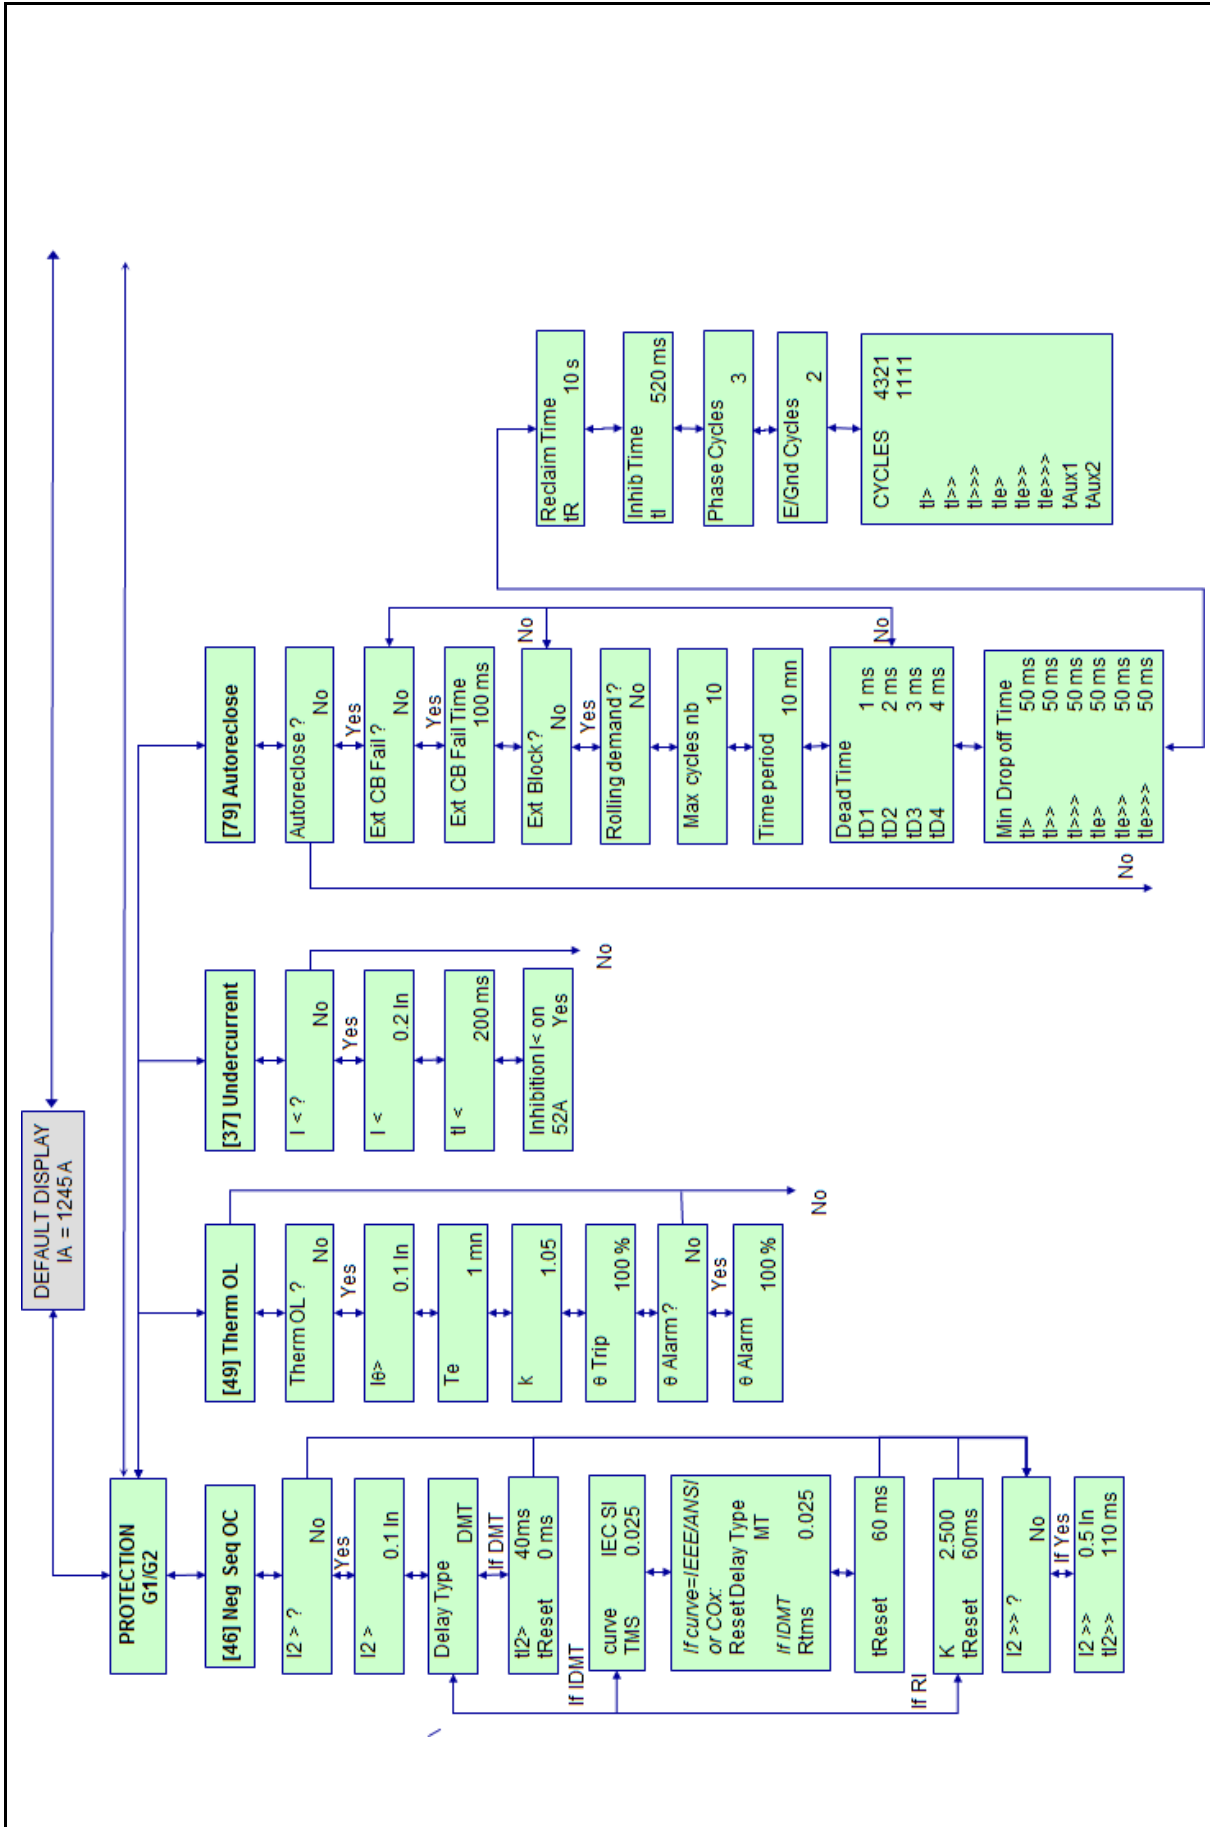 DEFAULT DISPLAY
IA = 1245 A
PROTECTION
G1/G2
[46] Neg Seq OC
I2 > ?
No
Yes
I2 >
0.1 In
Delay Type
DMT
If DMT
tI2> 40ms
tReset 0 ms
If IDMT
curve IEC SI
TMS 0.025
If curve=IEEE/ANSI
or COx:
Reset Delay Type
MT
If IDMT
Rtms 0.025
tReset 60 ms
If RI
K 2.500
tReset 60ms
I2 >> ?
No
If Yes
I2 >> 0.5 In
tI2>> 110 ms
[49] Therm OL
Therm OL ?
No
Yes
Iθ>
0.1 In
Te
1 mn
k
1.05
θ Trip
100 %
θ Alarm ?
No
Yes
θ Alarm
100 %
No
[37] Undercurrent
I < ?
No
Yes
I <
0.2 In
tI <
200 ms
Inhibition I< on
52A Yes
No
[79] Autoreclose
Autoreclose ?
No
Yes
Ext CB Fail ?
No
Yes
Ext CB Fail Time
100 ms
Ext Block ?
No
No
Yes
Rolling demand ?
No
Max cycles nb
10
Time period
10 mn
No
Dead Time
tD1 1 ms
tD2 2 ms
tD3 3 ms
tD4 4 ms
Min Drop off Time
tI> 50 ms
tI>> 50 ms
tI>>> 50 ms
tIe> 50 ms
tIe>> 50 ms
tIe>>> 50 ms
No
Reclaim Time
tR 10 s
Inhib Time
tI 520 ms
Phase Cycles
3
E/Gnd Cycles
2
CYCLES 4321
1111
tI>
tI>>
tI>>>
tIe>
tIe>>
tIe>>>
tAux1
tAux2